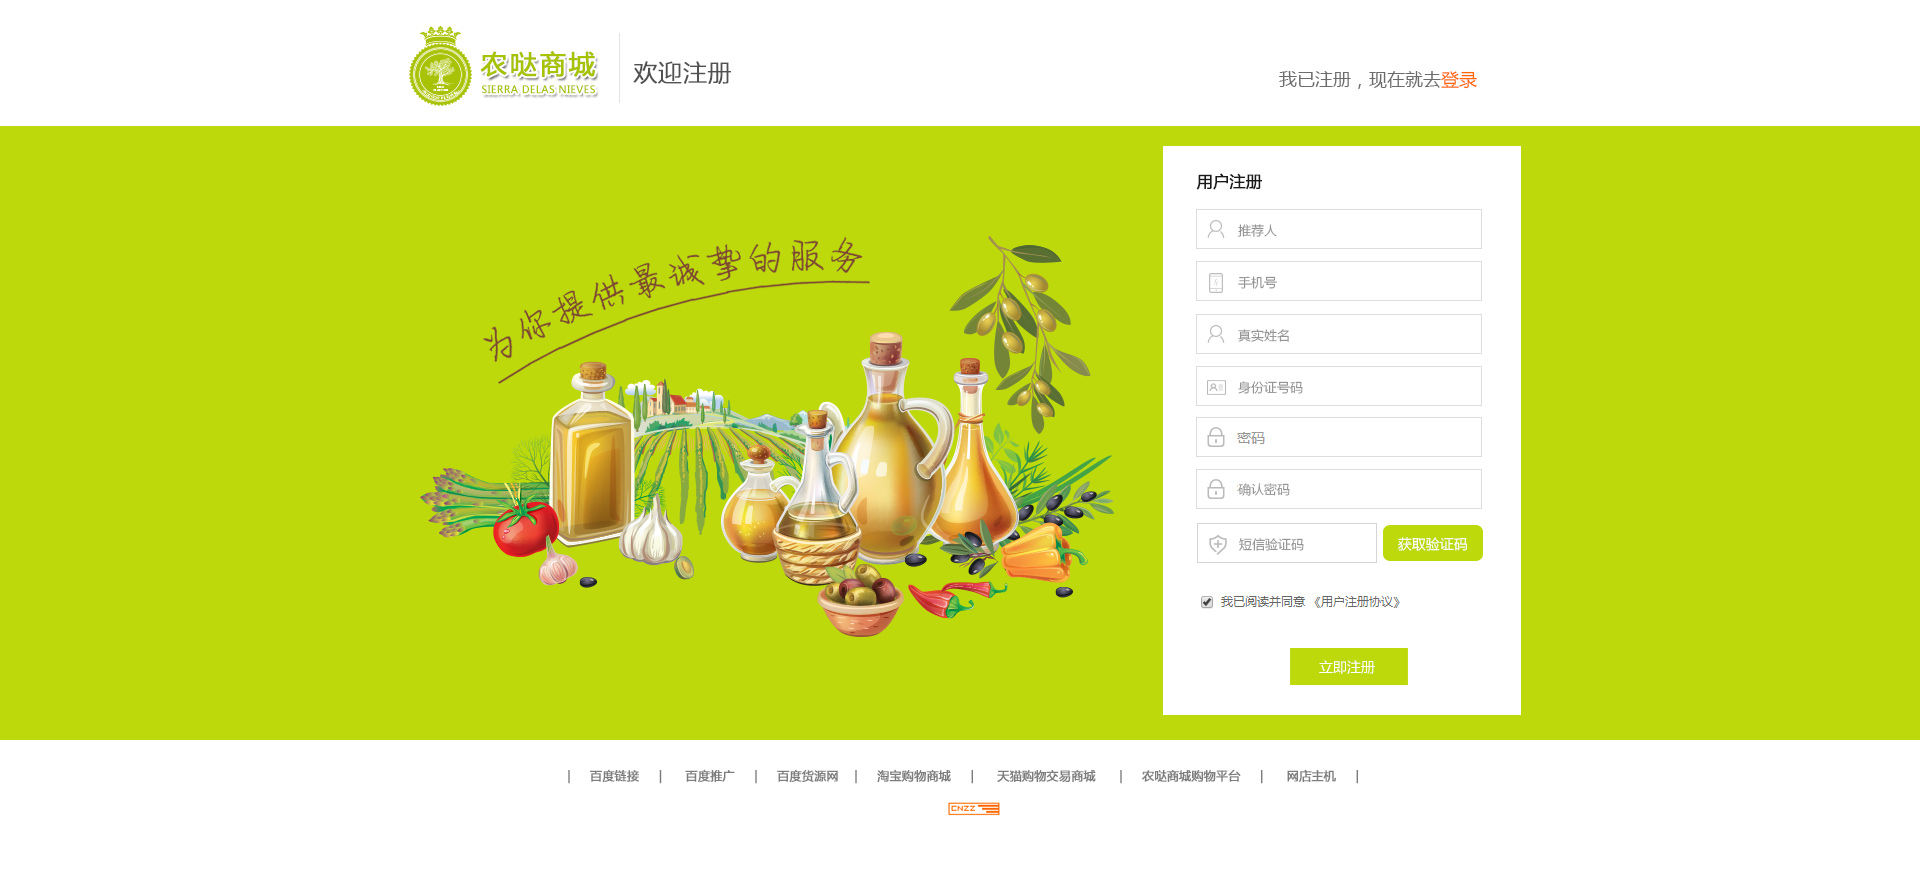 农哒商城
SIERRA DELAS NIEVES
欢迎注册
我已注册，现在就去登录
为你提供最诚挚的服务
用户注册
推荐人
手机号
真实姓名
身份证号码
密码
确认密码
短信验证码
获取验证码
我已阅读并同意 《用户注册协议》
立即注册
| 百度链接 | 百度推广 | 百度货源网 | 淘宝购物商城 | 天猫购物交易商城 | 农哒商城购物平台 | 网店主机 |
CNZZ